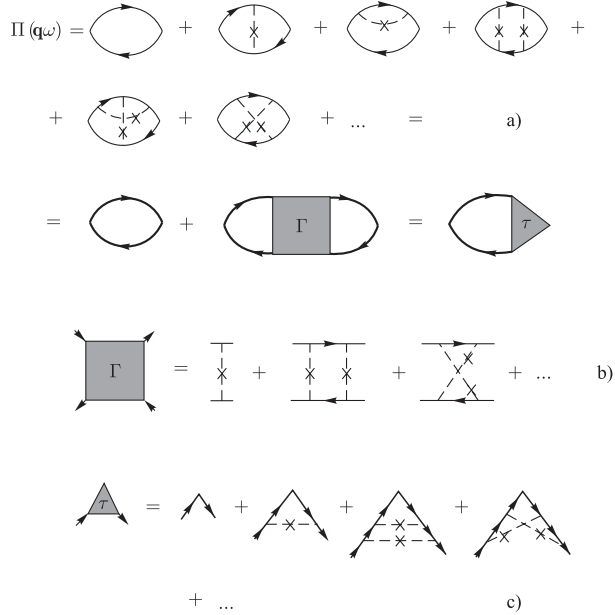 Π (qω) = + + + +
+ + + ... = a)
= + Γ = τ
Γ = + + + ... b)
τ = + + +
+ ... c)